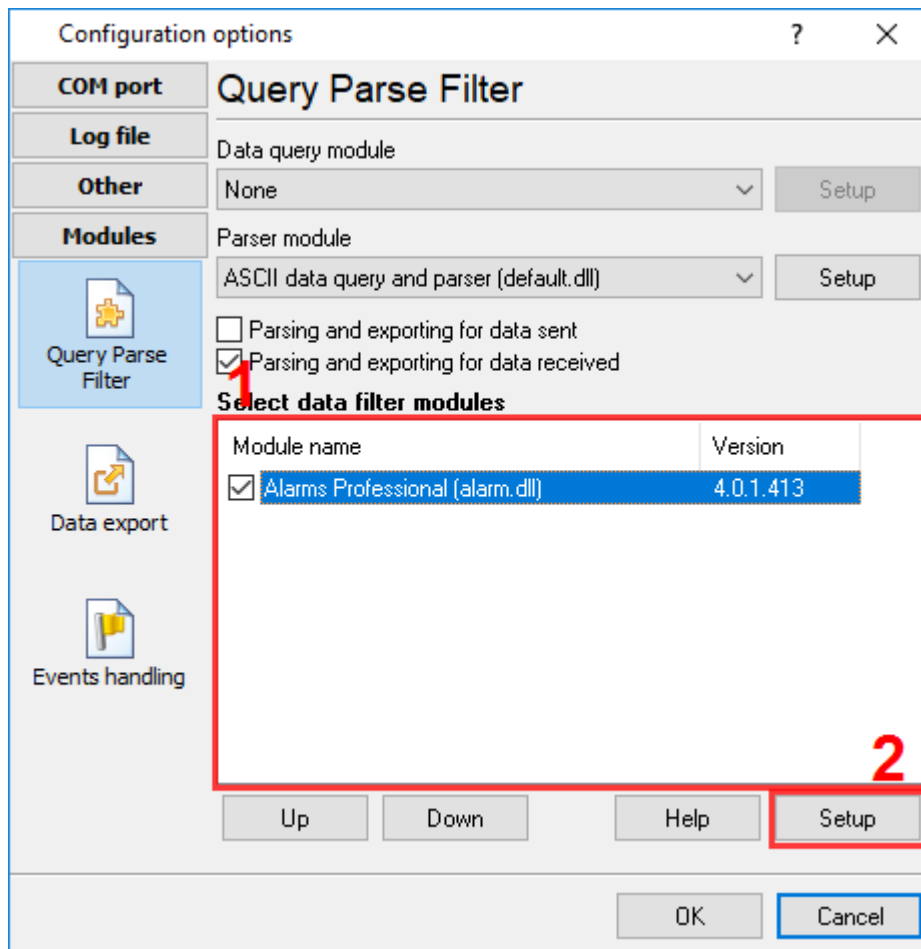 Configuration options
?
COM port
Log file
Other
Modules
Query Parse
Filter
Data export
Events handling
Query Parse Filter
Data query module
None
Setup
Parser module
ASCII data query and parser (default.dll)
Setup
Parsing and exporting for data sent
Parsing and exporting for data received
1
Select data filter modules
Module name Version
Alarms Professional (alarm.dll) 4.0.1.413
2
Up Down Help Setup
OK Cancel